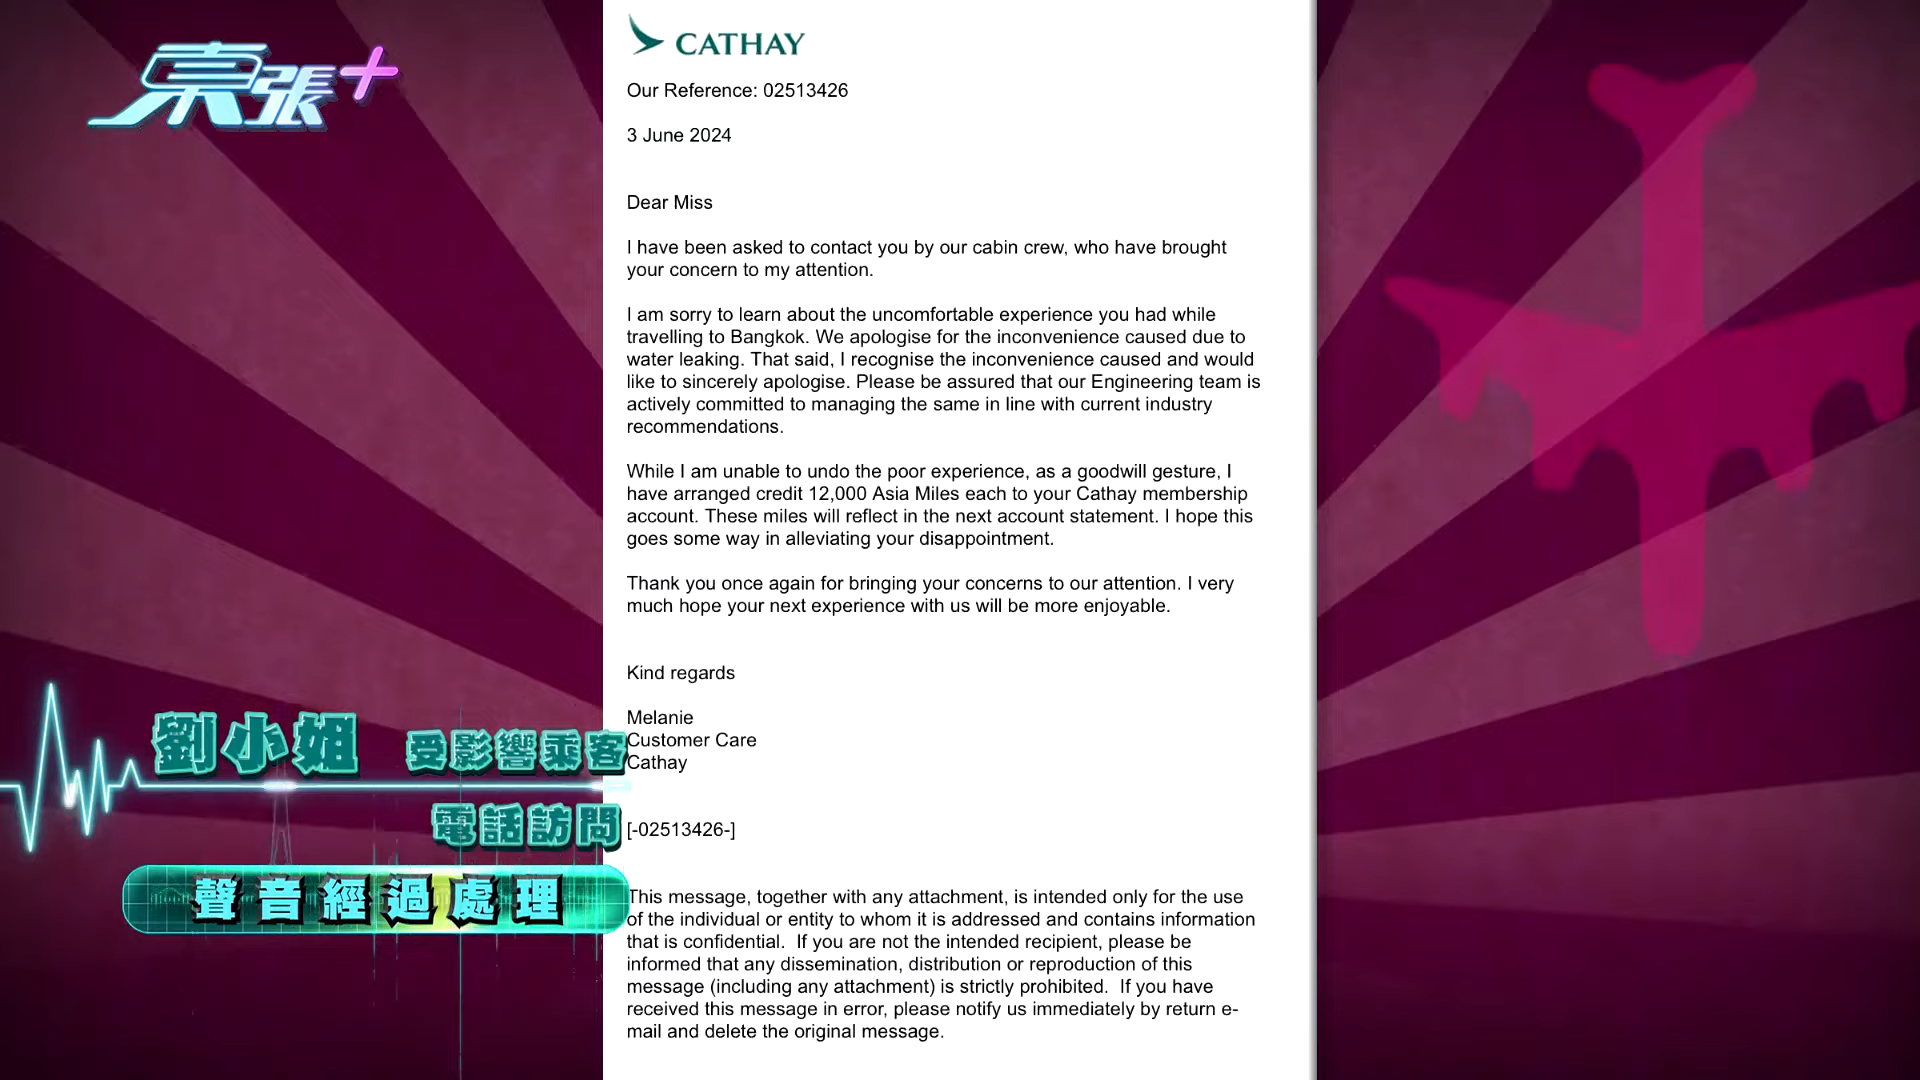 東張+
CATHAY
Our Reference: 02513426
3 June 2024
Dear Miss
I have been asked to contact you by our cabin crew, who have brought
your concern to my attention.
I am sorry to learn about the uncomfortable experience you had while
travelling to Bangkok. We apologise for the inconvenience caused due to
water leaking. That said, I recognise the inconvenience caused and would
like to sincerely apologise. Please be assured that our Engineering team is
actively committed to managing the same in line with current industry
recommendations.
While I am unable to undo the poor experience, as a goodwill gesture, I
have arranged credit 12,000 Asia Miles each to your Cathay membership
account. These miles will reflect in the next account statement. I hope this
goes some way in alleviating your disappointment.
Thank you once again for bringing your concerns to our attention. I very
much hope your next experience with us will be more enjoyable.
Kind regards
Melanie
Customer Care
Cathay
[-02513426-]
This message, together with any attachment, is intended only for the use
of the individual or entity to whom it is addressed and contains information
that is confidential.  If you are not the intended recipient, please be
informed that any dissemination, distribution or reproduction of this
message (including any attachment) is strictly prohibited.  If you have
received this message in error, please notify us immediately by return e-
mail and delete the original message.
劉小姐 受影響乘客
電話訪問
聲音經過處理